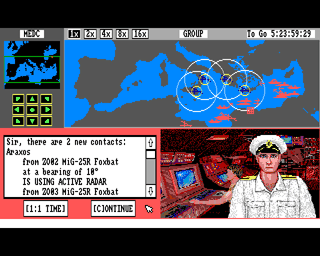 MEDC
1x 2x 4x 8x 16x
GROUP
To Go 5:23:59:29
Sir, there are 2 new contacts:
Araxos
from 2002 MiG-25R Foxbat
at a bearing of 10°
IS USING ACTIVE RADAR
from 2003 MiG-25R Foxbat
[1:1 TIME]
[C]ONTINUE